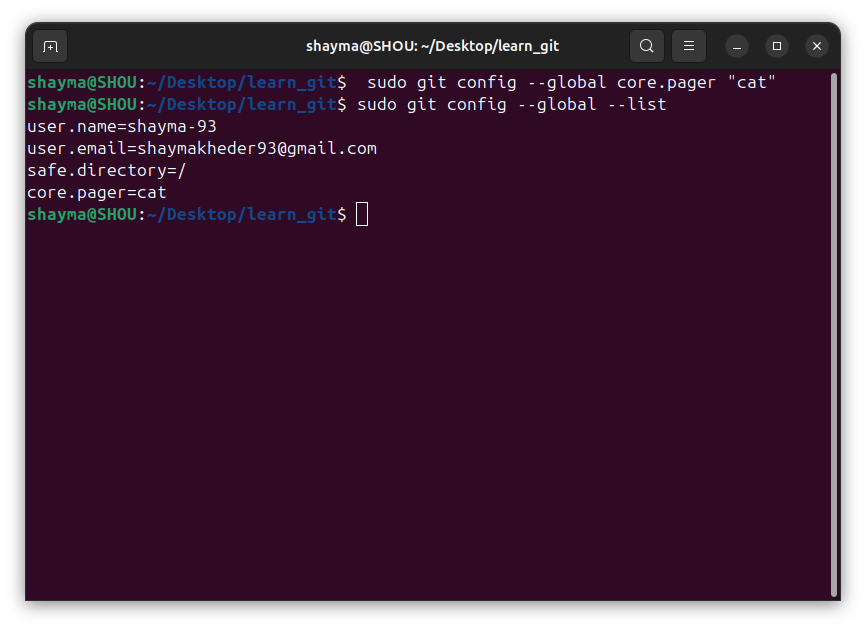 shayma@SHOU: ~/Desktop/learn_git
shayma@SHOU:~/Desktop/learn_git$  sudo git config --global core.pager "cat"
shayma@SHOU:~/Desktop/learn_git$ sudo git config --global --list
user.name=shayma-93
user.email=shaymakheder93@gmail.com
safe.directory=/
core.pager=cat
shayma@SHOU:~/Desktop/learn_git$